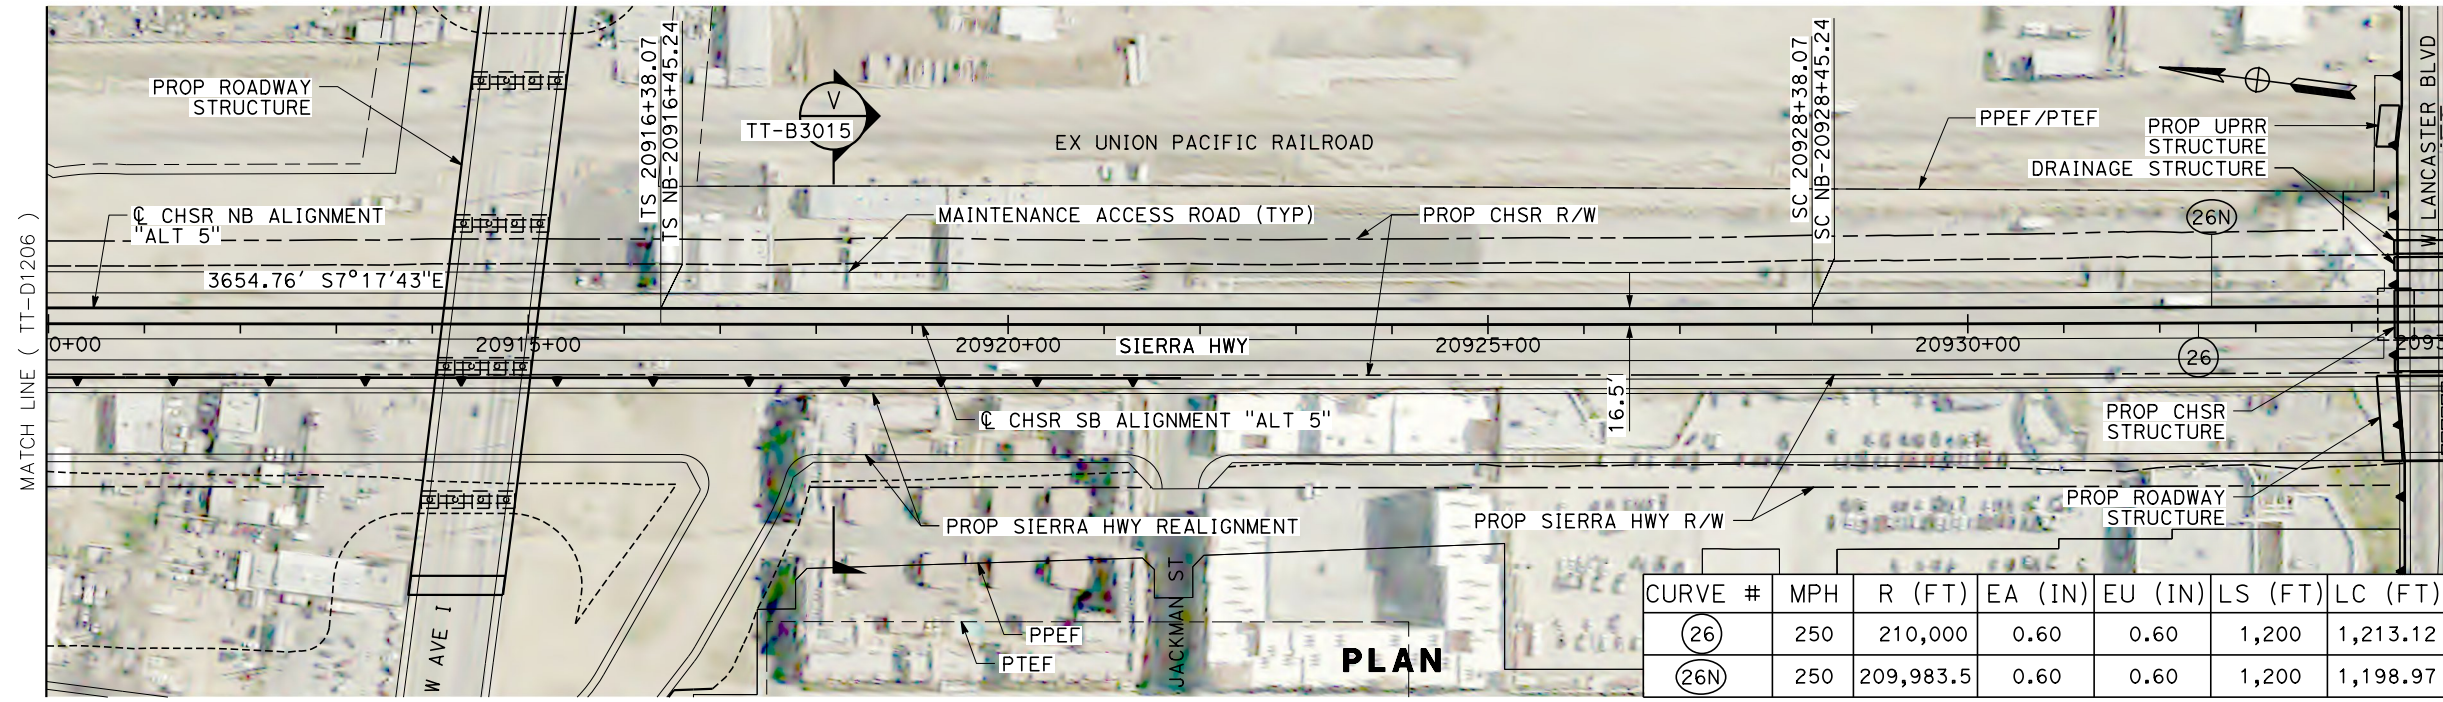 MATCH LINE ( TT-D1206 )
PROP ROADWAY
STRUCTURE
℄ CHSR NB ALIGNMENT
"ALT 5"
3654.76' S7°17'43"E
TS 20916+38.07
TS NB-20916+45.24
V
TT-B3015
EX UNION PACIFIC RAILROAD
MAINTENANCE ACCESS ROAD (TYP)
PROP CHSR R/W
SC 20928+38.07
SC NB-20928+45.24
PPEF/PTEF
PROP UPRR
STRUCTURE
DRAINAGE STRUCTURE
W LANCASTER BLVD
26N
0+00
20915+00
20920+00
SIERRA HWY
20925+00
20930+00
26
2093
16.5'
℄ CHSR SB ALIGNMENT "ALT 5"
PROP CHSR
STRUCTURE
PROP SIERRA HWY REALIGNMENT
PROP SIERRA HWY R/W
PROP ROADWAY
STRUCTURE
W AVE I
JACKMAN ST
PPEF
PTEF
PLAN
CURVE # MPH R (FT) EA (IN) EU (IN) LS (FT) LC (FT)
26 250 210,000 0.60 0.60 1,200 1,213.12
26N 250 209,983.5 0.60 0.60 1,200 1,198.97